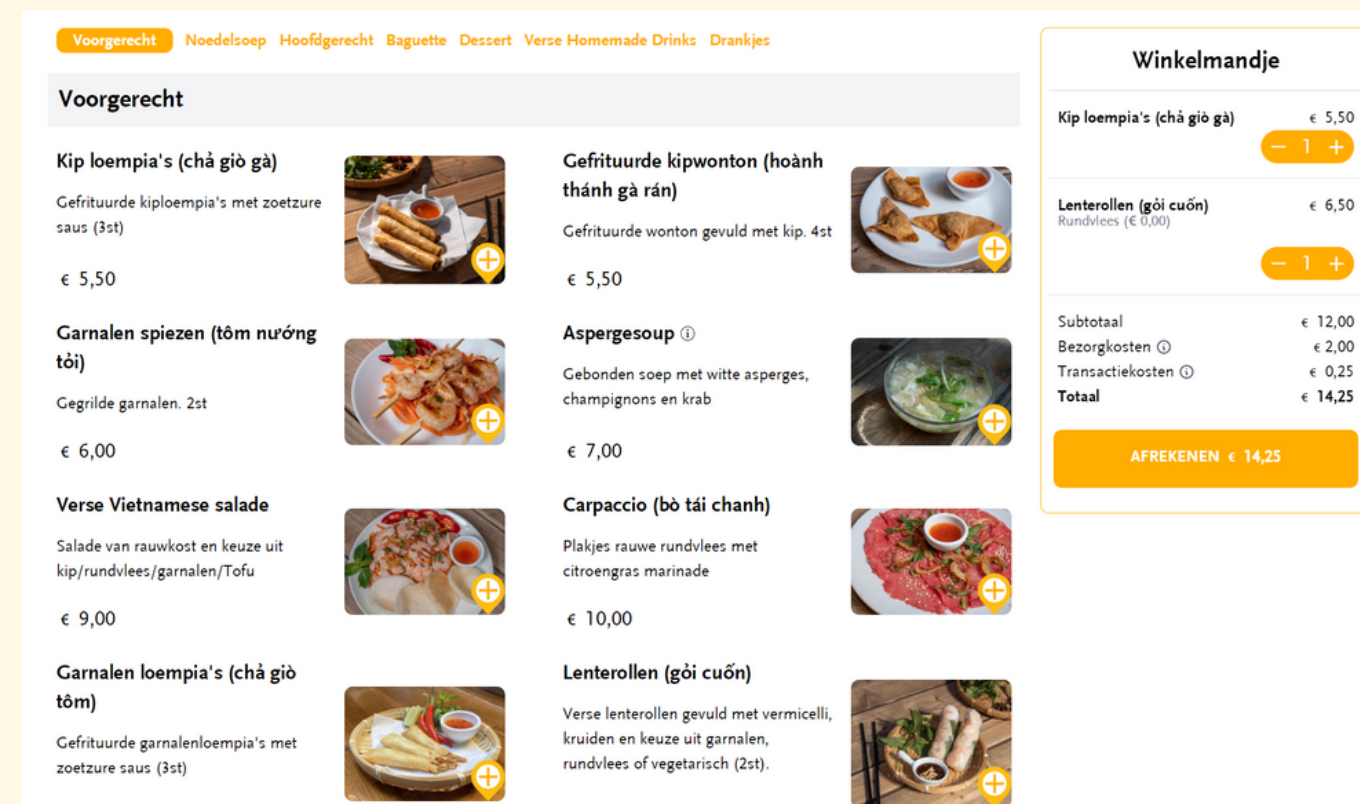 Voorgerecht Noedelsoep Hoofdgerecht Baguette Dessert Verse Homemade Drinks Drankjes
Voorgerecht
Kip loempia's (chả giò gà)
Gefrituurde kiploempia's met zoetzure
saus (3st)
€ 5,50
Gefrituurde kipwonton (hoành
thánh gà rán)
Gefrituurde wonton gevuld met kip. 4st
€ 5,50
Garnalen spiezen (tôm nướng
tỏi)
Gegrilde garnalen. 2st
€ 6,00
Aspergesoup
Gebonden soep met witte asperges,
champignons en krab
€ 7,00
Verse Vietnamese salade
Salade van rauwkost en keuze uit
kip/rundvlees/garnalen/Tofu
€ 9,00
Carpaccio (bò tái chanh)
Plakjes rauwe rundvlees met
citroengras marinade
€ 10,00
Garnalen loempia's (chả giò
tôm)
Gefrituurde garnalenloempia's met
zoetzure saus (3st)
Lenterollen (gỏi cuốn)
Verse lenterollen gevuld met vermicelli,
kruiden en keuze uit garnalen,
rundvlees of vegetarisch (2st).
Winkelmandje
Kip loempia's (chả giò gà) € 5,50
− 1 +
Lenterollen (gỏi cuốn) € 6,50
Rundvlees (€ 0,00)
− 1 +
Subtotaal € 12,00
Bezorgkosten € 2,00
Transactiekosten € 0,25
Totaal € 14,25
AFREKENEN € 14,25